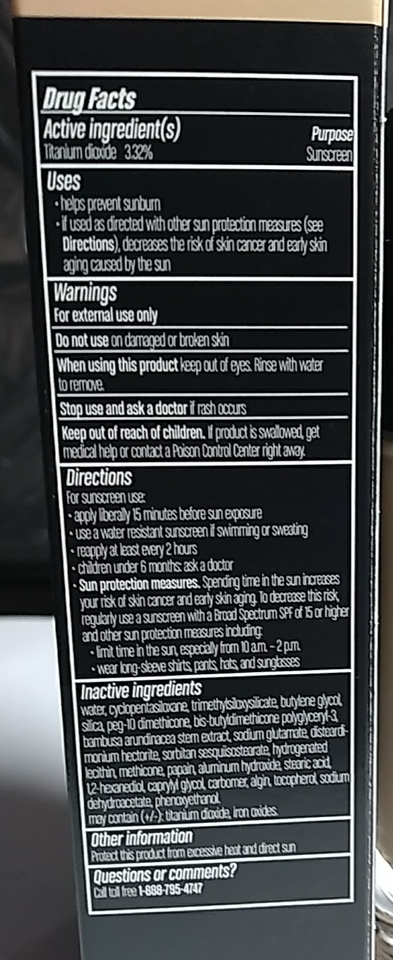 Drug Facts
Active ingredient(s) Purpose
Titanium dioxide 3.32% Sunscreen
Uses
• helps prevent sunburn
• if used as directed with other sun protection measures (see
Directions), decreases the risk of skin cancer and early skin
aging caused by the sun
Warnings
For external use only
Do not use on damaged or broken skin
When using this product keep out of eyes. Rinse with water
to remove.
Stop use and ask a doctor if rash occurs
Keep out of reach of children. If product is swallowed, get
medical help or contact a Poison Control Center right away.
Directions
For sunscreen use:
• apply liberally 15 minutes before sun exposure
• use a water resistant sunscreen if swimming or sweating
• reapply at least every 2 hours
• children under 6 months: ask a doctor
• Sun protection measures. Spending time in the sun increases
your risk of skin cancer and early skin aging. To decrease this risk,
regularly use a sunscreen with a Broad Spectrum SPF of 15 or higher
and other sun protection measures including:
• limit time in the sun, especially from 10 a.m. - 2 p.m.
• wear long-sleeve shirts, pants, hats, and sunglasses
Inactive ingredients
water, cyclopentasiloxane, trimethylsiloxysilicate, butylene glycol,
silica, peg-10 dimethicone, bis-butyldimethicone polyglyceryl-3,
bambusa arundinacea stem extract, sodium glutamate, disteardi-
monium hectorite, sorbitan sesquiisostearate, hydrogenated
lecithin, methicone, papain, aluminum hydroxide, stearic acid,
1,2-hexanediol, caprylyl glycol, carbomer, algin, tocopherol, sodium
dehydroacetate, phenoxyethanol.
may contain (+/-): titanium dioxide, iron oxides.
Other information
Protect this product from excessive heat and direct sun
Questions or comments?
Call toll free 1-888-795-4747